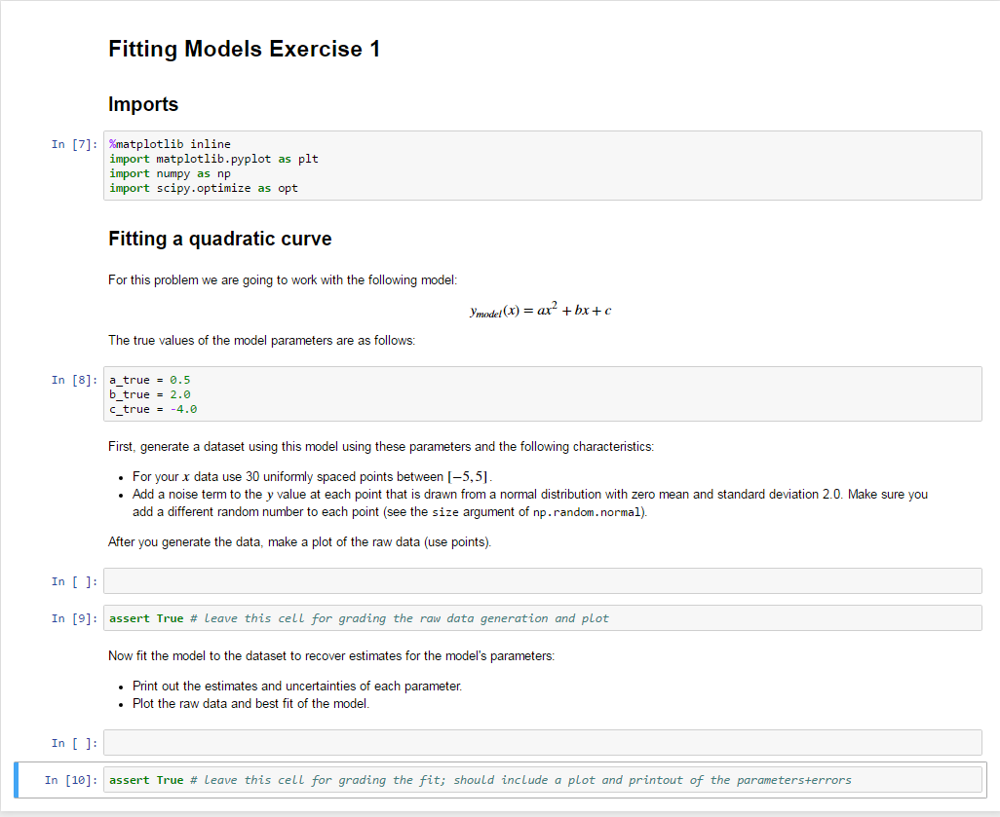 Fitting Models Exercise 1
Imports
In [7]: %matplotlib inline
import matplotlib.pyplot as plt
import numpy as np
import scipy.optimize as opt
Fitting a quadratic curve
For this problem we are going to work with the following model:
y_model(x) = ax² + bx + c
The true values of the model parameters are as follows:
In [8]: a_true = 0.5
b_true = 2.0
c_true = -4.0
First, generate a dataset using this model using these parameters and the following characteristics:
• For your x data use 30 uniformly spaced points between [−5,5].
• Add a noise term to the y value at each point that is drawn from a normal distribution with zero mean and standard deviation 2.0. Make sure you
add a different random number to each point (see the size argument of np.random.normal).
After you generate the data, make a plot of the raw data (use points).
In [ ]:
In [9]: assert True # leave this cell for grading the raw data generation and plot
Now fit the model to the dataset to recover estimates for the model's parameters:
• Print out the estimates and uncertainties of each parameter.
• Plot the raw data and best fit of the model.
In [ ]:
In [10]: assert True # leave this cell for grading the fit; should include a plot and printout of the parameters+errors